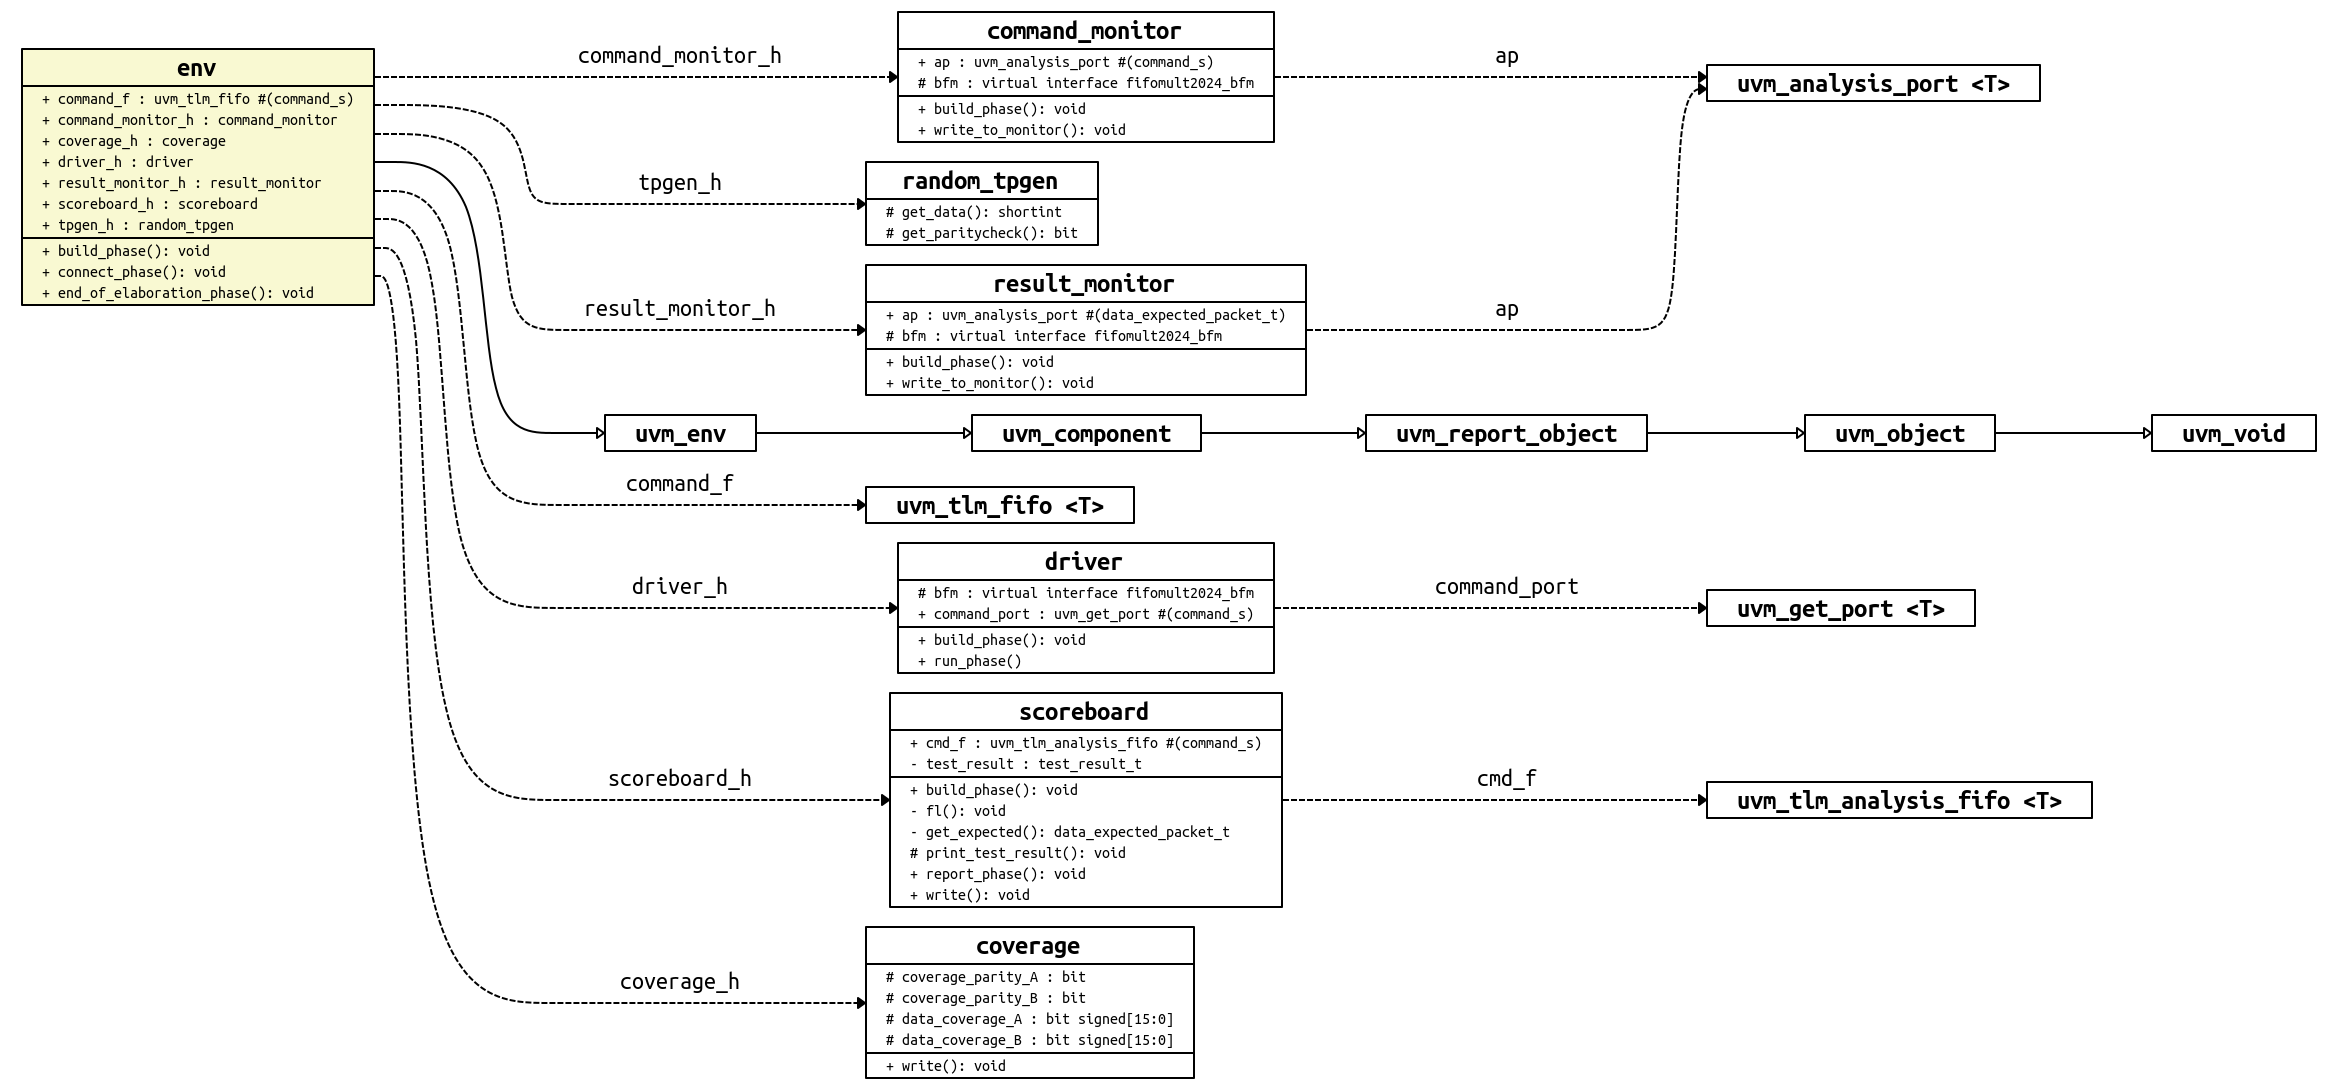 env
+ command_f : uvm_tlm_fifo #(command_s)
+ command_monitor_h : command_monitor
+ coverage_h : coverage
+ driver_h : driver
+ result_monitor_h : result_monitor
+ scoreboard_h : scoreboard
+ tpgen_h : random_tpgen
+ build_phase(): void
+ connect_phase(): void
+ end_of_elaboration_phase(): void
command_monitor_h
command_monitor
+ ap : uvm_analysis_port #(command_s)
# bfm : virtual interface fifomult2024_bfm
+ build_phase(): void
+ write_to_monitor(): void
ap
uvm_analysis_port <T>
tpgen_h
random_tpgen
# get_data(): shortint
# get_paritycheck(): bit
result_monitor_h
result_monitor
+ ap : uvm_analysis_port #(data_expected_packet_t)
# bfm : virtual interface fifomult2024_bfm
+ build_phase(): void
+ write_to_monitor(): void
ap
uvm_env
uvm_component
uvm_report_object
uvm_object
uvm_void
command_f
uvm_tlm_fifo <T>
driver_h
driver
# bfm : virtual interface fifomult2024_bfm
+ command_port : uvm_get_port #(command_s)
+ build_phase(): void
+ run_phase()
command_port
uvm_get_port <T>
scoreboard_h
scoreboard
+ cmd_f : uvm_tlm_analysis_fifo #(command_s)
- test_result : test_result_t
+ build_phase(): void
- fl(): void
- get_expected(): data_expected_packet_t
# print_test_result(): void
+ report_phase(): void
+ write(): void
cmd_f
uvm_tlm_analysis_fifo <T>
coverage_h
coverage
# coverage_parity_A : bit
# coverage_parity_B : bit
# data_coverage_A : bit signed[15:0]
# data_coverage_B : bit signed[15:0]
+ write(): void